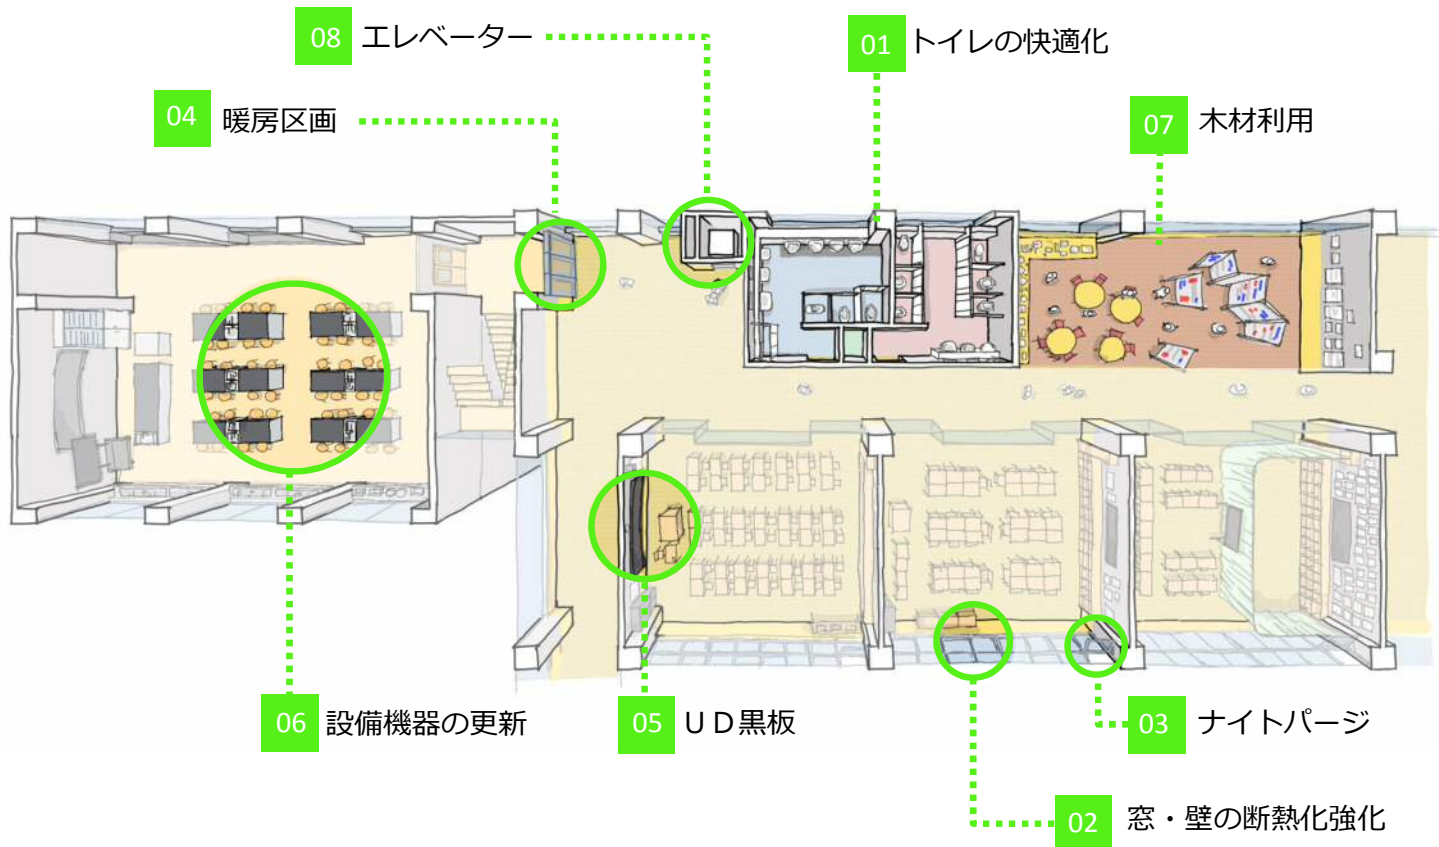 08 エレベーター
01 トイレの快適化
04 暖房区画
07 木材利用
06 設備機器の更新
05 ＵＤ黒板
03 ナイトパージ
02 窓・壁の断熱化強化